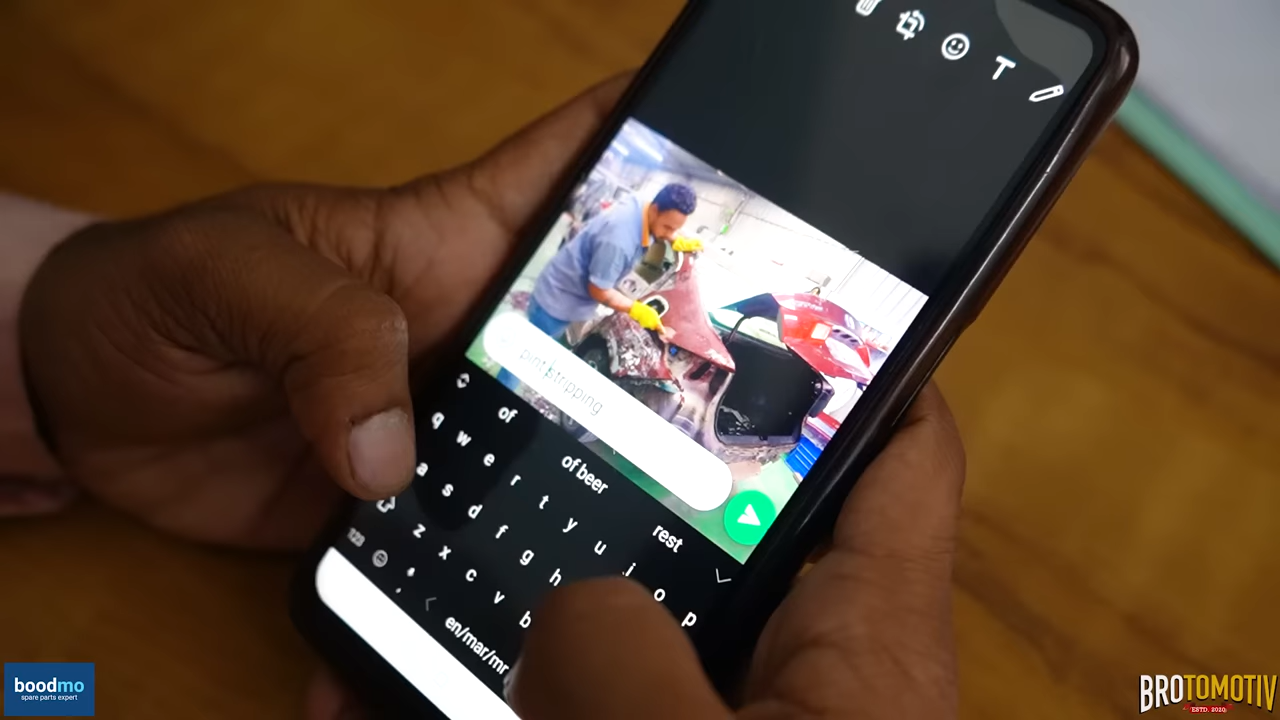 T
pint stripping
of
of beer
rest
q w e r t y u i o p
a s d f g h
z x c v b
en/mar/mr
boodmo
spare parts expert
BROTOMOTIV
ESTD. 2020